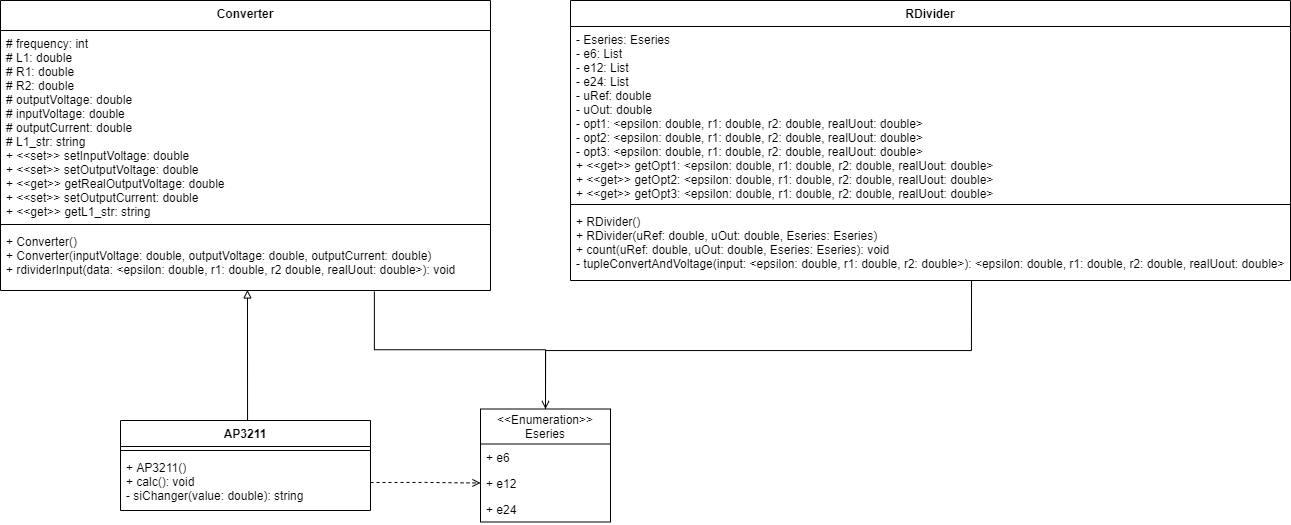 Converter
# frequency: int
# L1: double
# R1: double
# R2: double
# outputVoltage: double
# inputVoltage: double
# outputCurrent: double
# L1_str: string
+ <<set>> setInputVoltage: double
+ <<set>> setOutputVoltage: double
+ <<get>> getRealOutputVoltage: double
+ <<set>> setOutputCurrent: double
+ <<get>> getL1_str: string
+ Converter()
+ Converter(inputVoltage: double, outputVoltage: double, outputCurrent: double)
+ rdividerInput(data: <epsilon: double, r1: double, r2 double, realUout: double>): void
RDivider
- Eseries: Eseries
- e6: List
- e12: List
- e24: List
- uRef: double
- uOut: double
- opt1: <epsilon: double, r1: double, r2: double, realUout: double>
- opt2: <epsilon: double, r1: double, r2: double, realUout: double>
- opt3: <epsilon: double, r1: double, r2: double, realUout: double>
+ <<get>> getOpt1: <epsilon: double, r1: double, r2: double, realUout: double>
+ <<get>> getOpt2: <epsilon: double, r1: double, r2: double, realUout: double>
+ <<get>> getOpt3: <epsilon: double, r1: double, r2: double, realUout: double>
+ RDivider()
+ RDivider(uRef: double, uOut: double, Eseries: Eseries)
+ count(uRef: double, uOut: double, Eseries: Eseries): void
- tupleConvertAndVoltage(input: <epsilon: double, r1: double, r2: double>): <epsilon: double, r1: double, r2: double, realUout: double>
AP3211
+ AP3211()
+ calc(): void
- siChanger(value: double): string
<<Enumeration>>
Eseries
+ e6
+ e12
+ e24